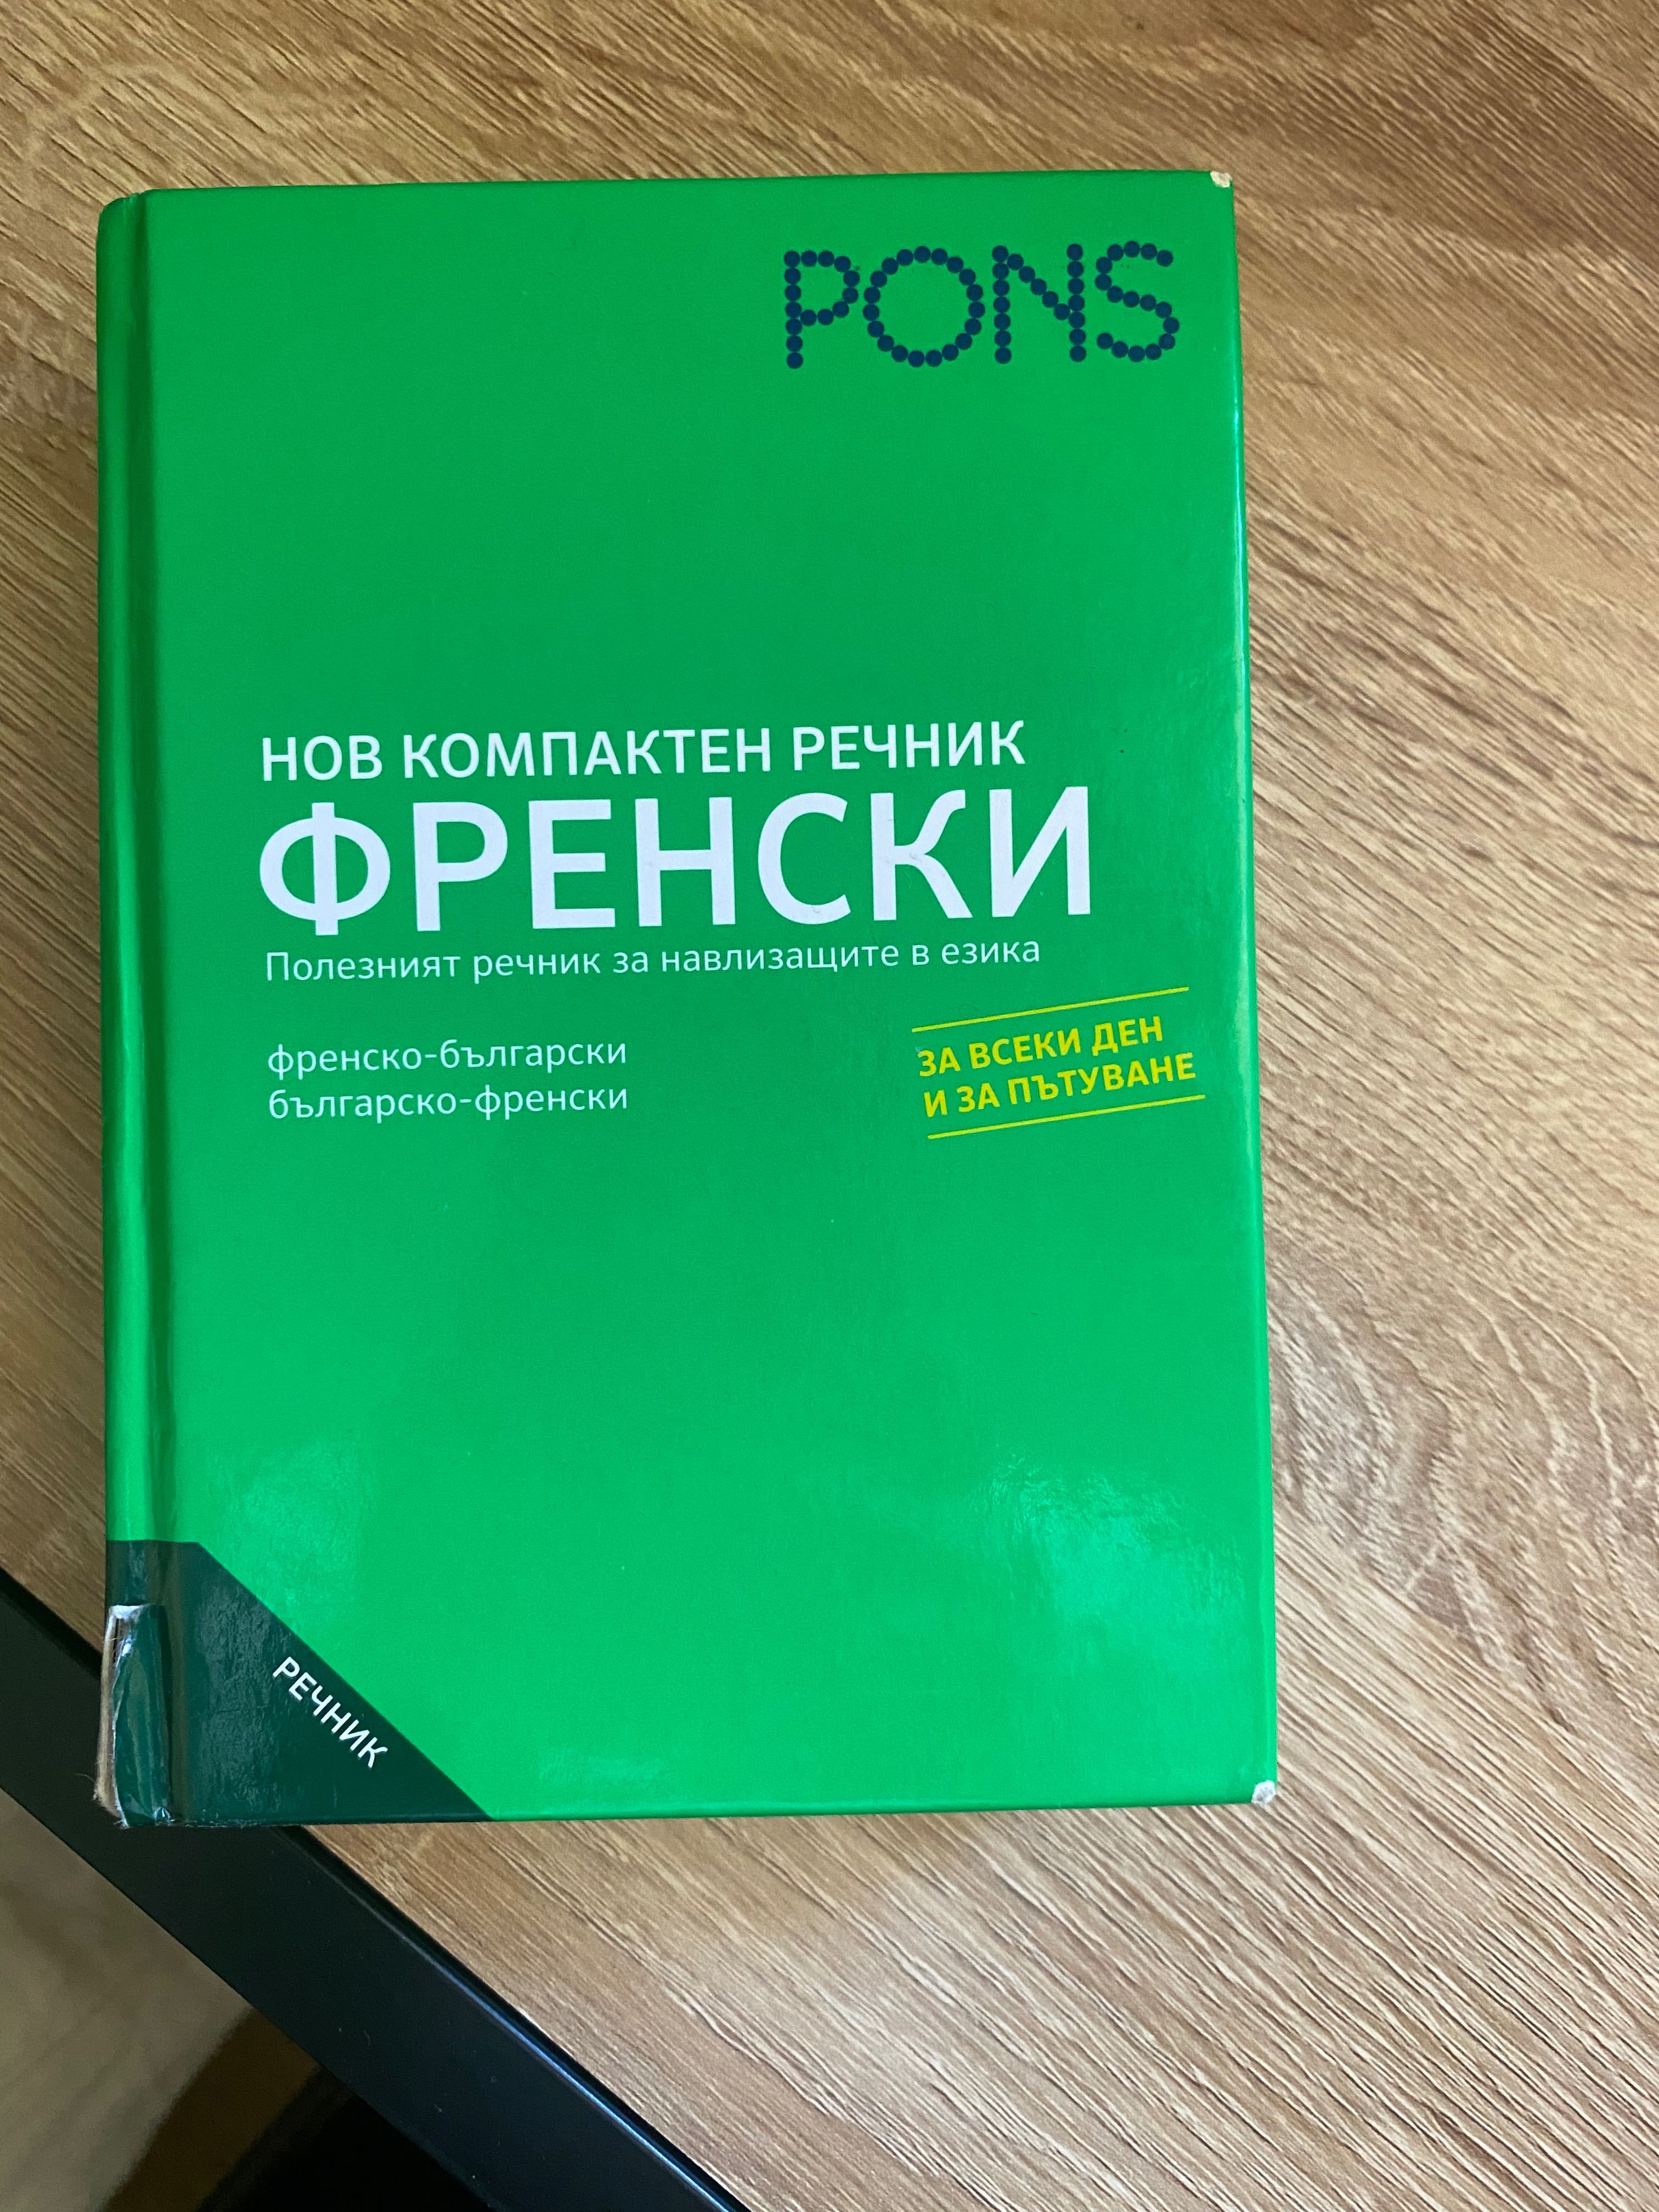 PONS
НОВ КОМПАКТЕН РЕЧНИК
ФРЕНСКИ
Полезният речник за навлизащите в езика
френско-български
българско-френски
ЗА ВСЕКИ ДЕН
И ЗА ПЪТУВАНЕ
РЕЧНИК